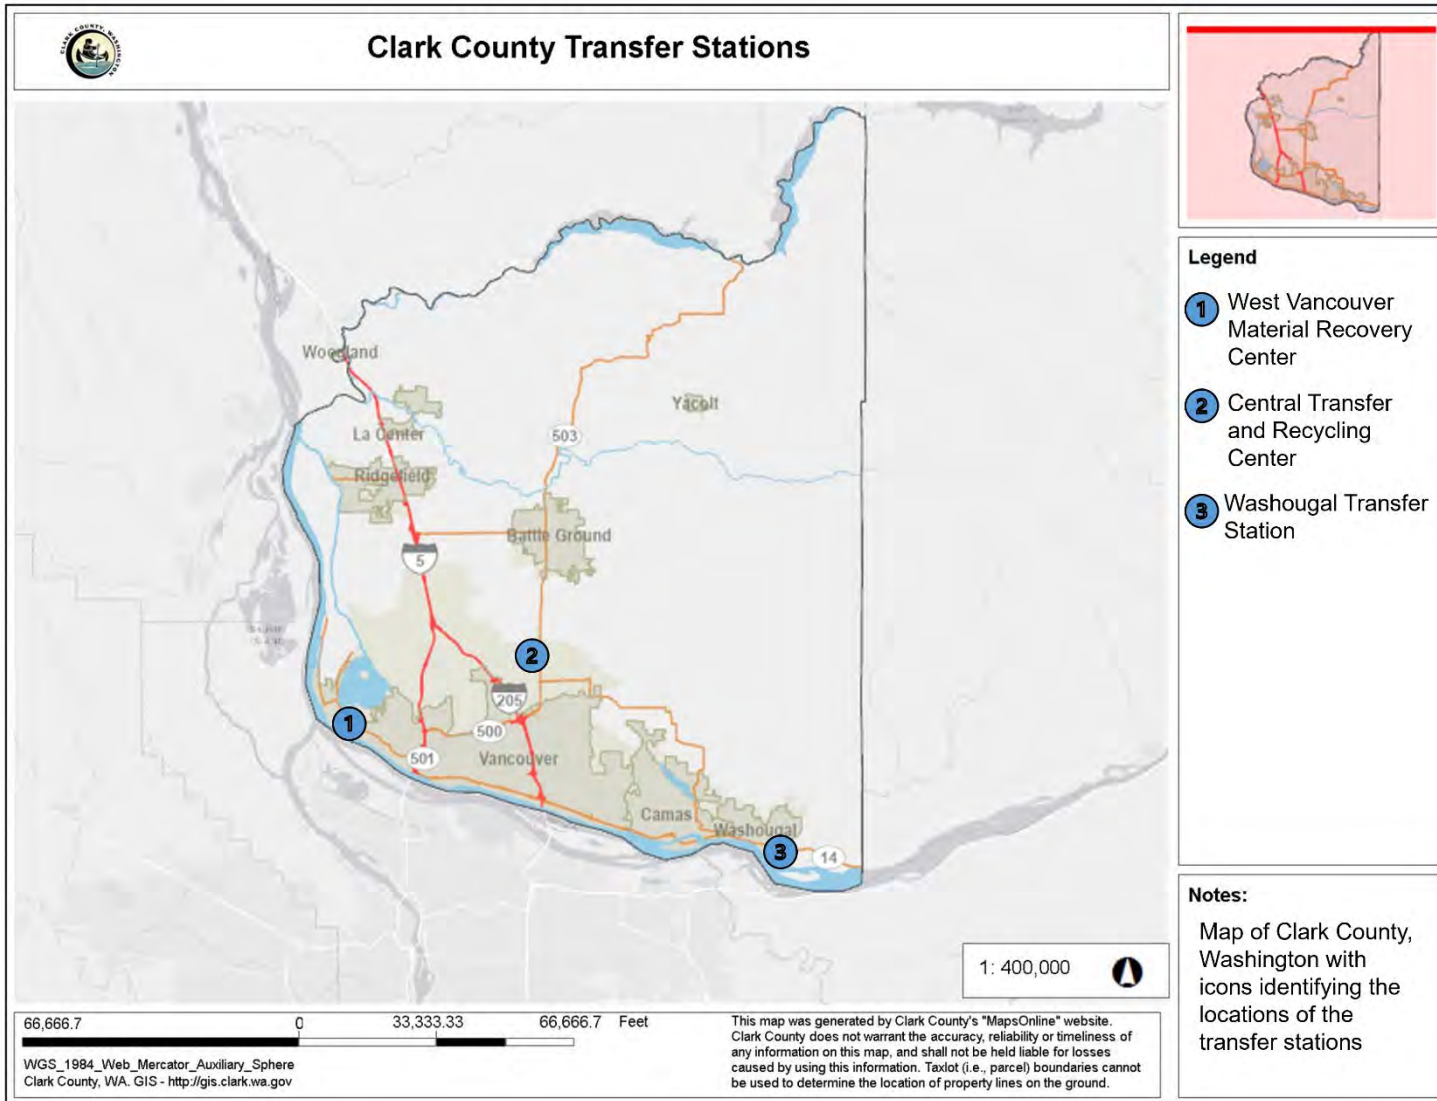 CLARK COUNTY, WASHINGTON
Clark County Transfer Stations
Woodland
La Center
Ridgefield
Yacolt
503
Battle Ground
5
2
205
1
500
501
Vancouver
Camas
Washougal
3
14
Legend
1 West Vancouver
Material Recovery
Center
2 Central Transfer
and Recycling
Center
3 Washougal Transfer
Station
Notes:
Map of Clark County,
Washington with
icons identifying the
locations of the
transfer stations
1: 400,000
66,666.7 0 33,333.33 66,666.7 Feet
WGS_1984_Web_Mercator_Auxiliary_Sphere
Clark County, WA. GIS - http://gis.clark.wa.gov
This map was generated by Clark County's "MapsOnline" website.
Clark County does not warrant the accuracy, reliability or timeliness of
any information on this map, and shall not be held liable for losses
caused by using this information. Taxlot (i.e., parcel) boundaries cannot
be used to determine the location of property lines on the ground.